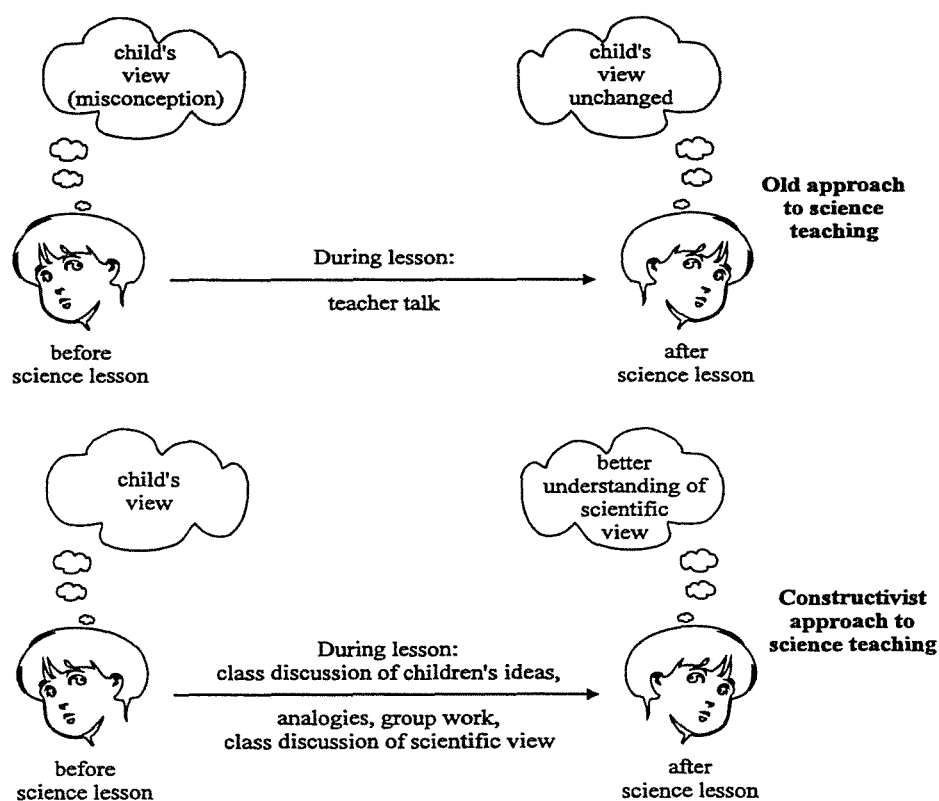 child's
view
(misconception)
child's
view
unchanged
Old approach
to science
teaching
During lesson:
teacher talk
before
science lesson
after
science lesson
child's
view
better
understanding of
scientific
view
Constructivist
approach to
science teaching
During lesson:
class discussion of children's ideas,
analogies, group work,
class discussion of scientific view
before
science lesson
after
science lesson